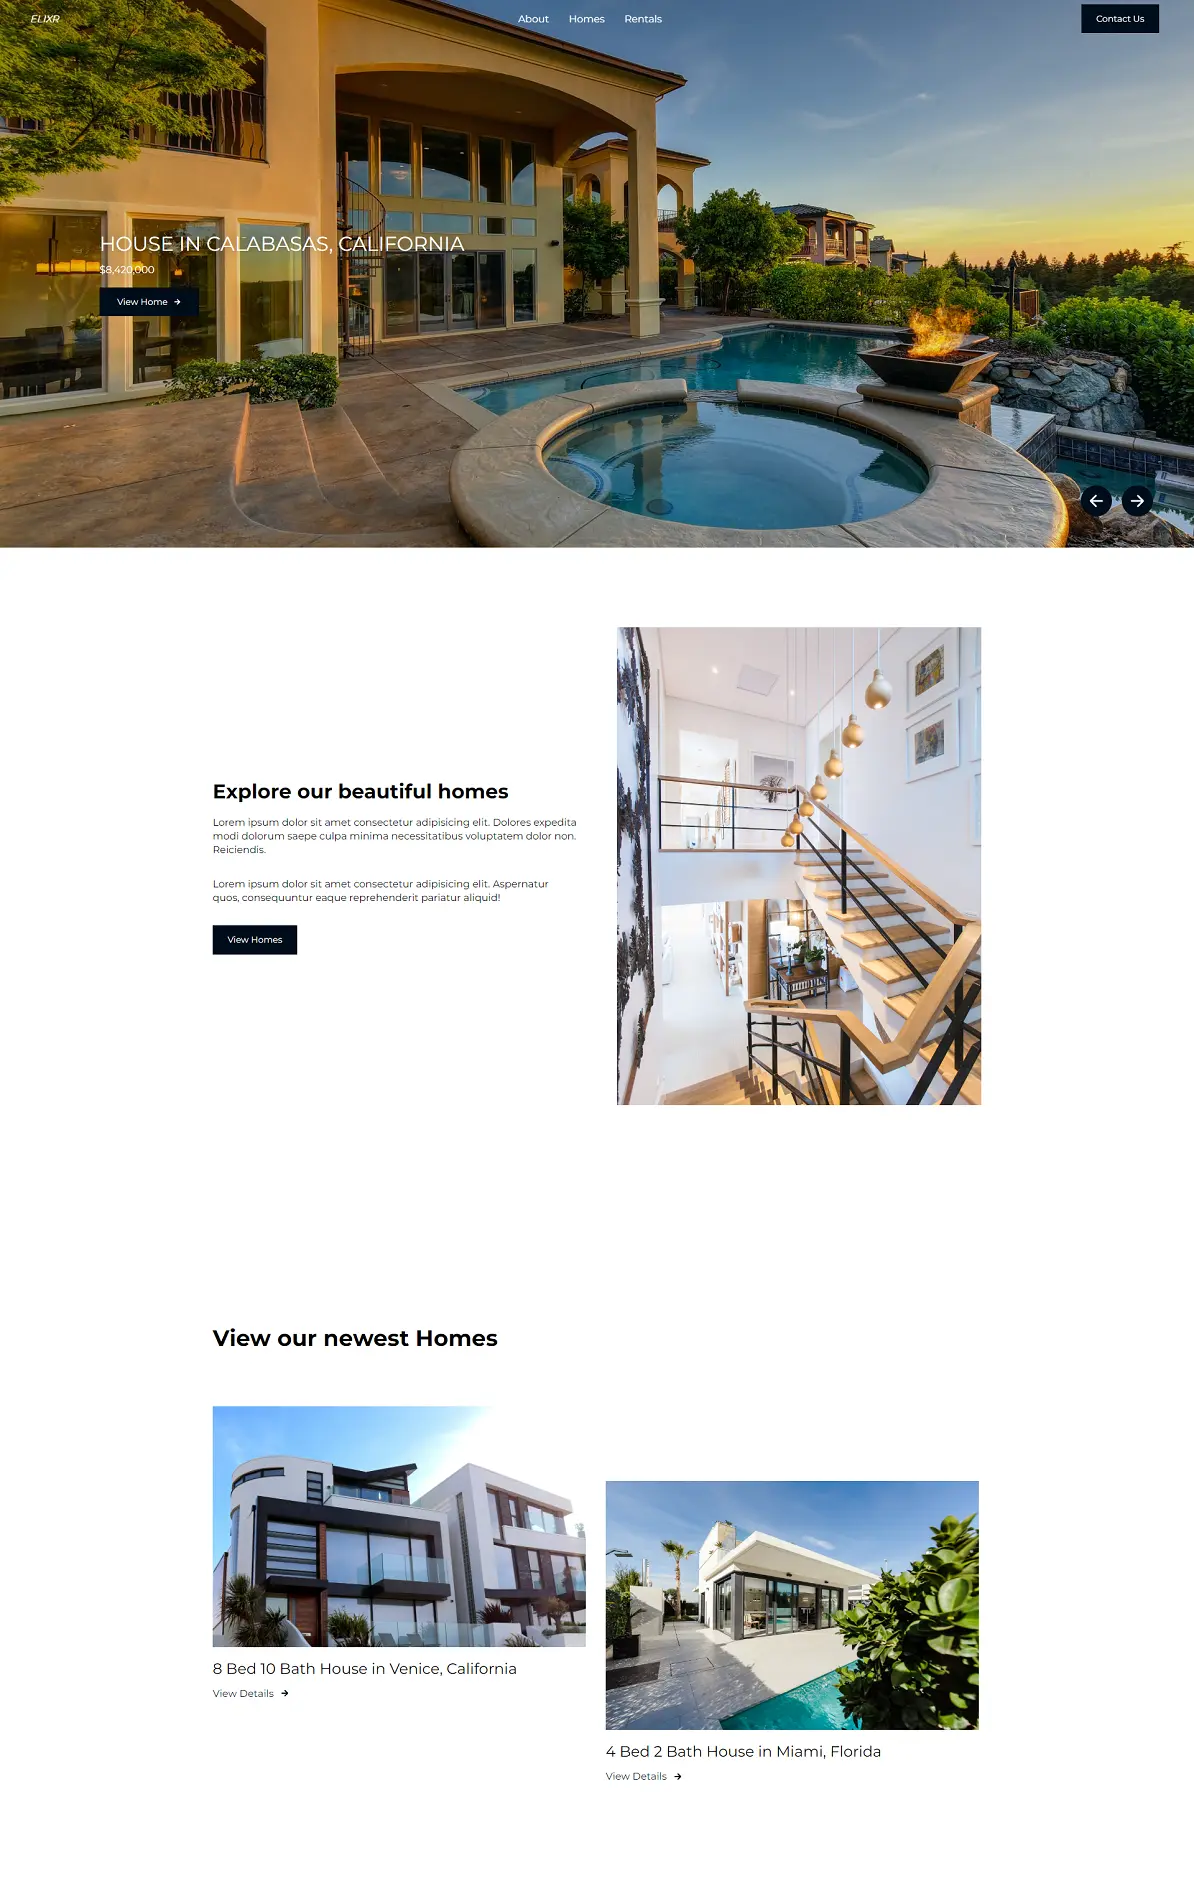 ELIXR
About Homes Rentals
Contact Us
HOUSE IN CALABASAS, CALIFORNIA
$8,420,000
View Home
Explore our beautiful homes
Lorem ipsum dolor sit amet consectetur adipisicing elit. Dolores expedita
modi dolorum saepe culpa minima necessitatibus voluptatem dolor non.
Reiciendis.
Lorem ipsum dolor sit amet consectetur adipisicing elit. Aspernatur
quos, consequuntur eaque reprehenderit pariatur aliquid!
View Homes
View our newest Homes
8 Bed 10 Bath House in Venice, California
View Details
4 Bed 2 Bath House in Miami, Florida
View Details